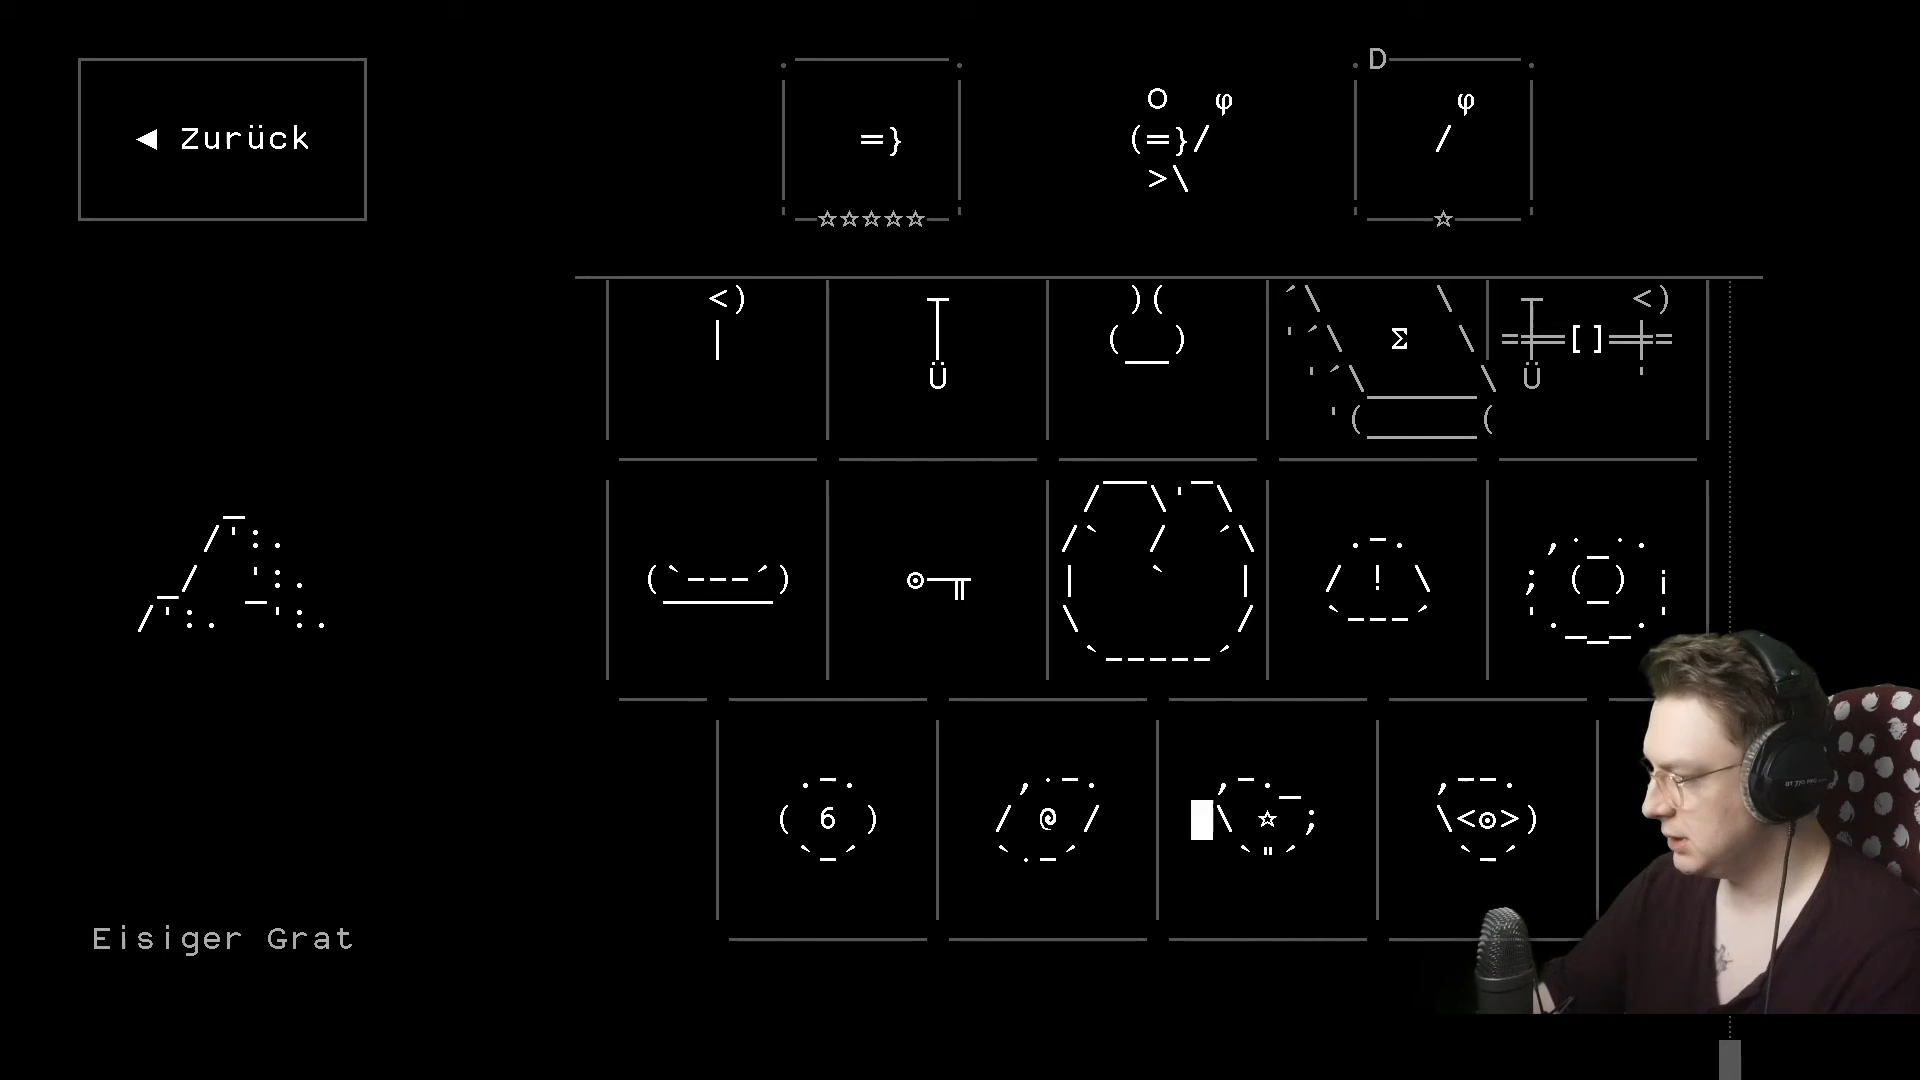 ◀ Zurück
D
Eisiger Grat